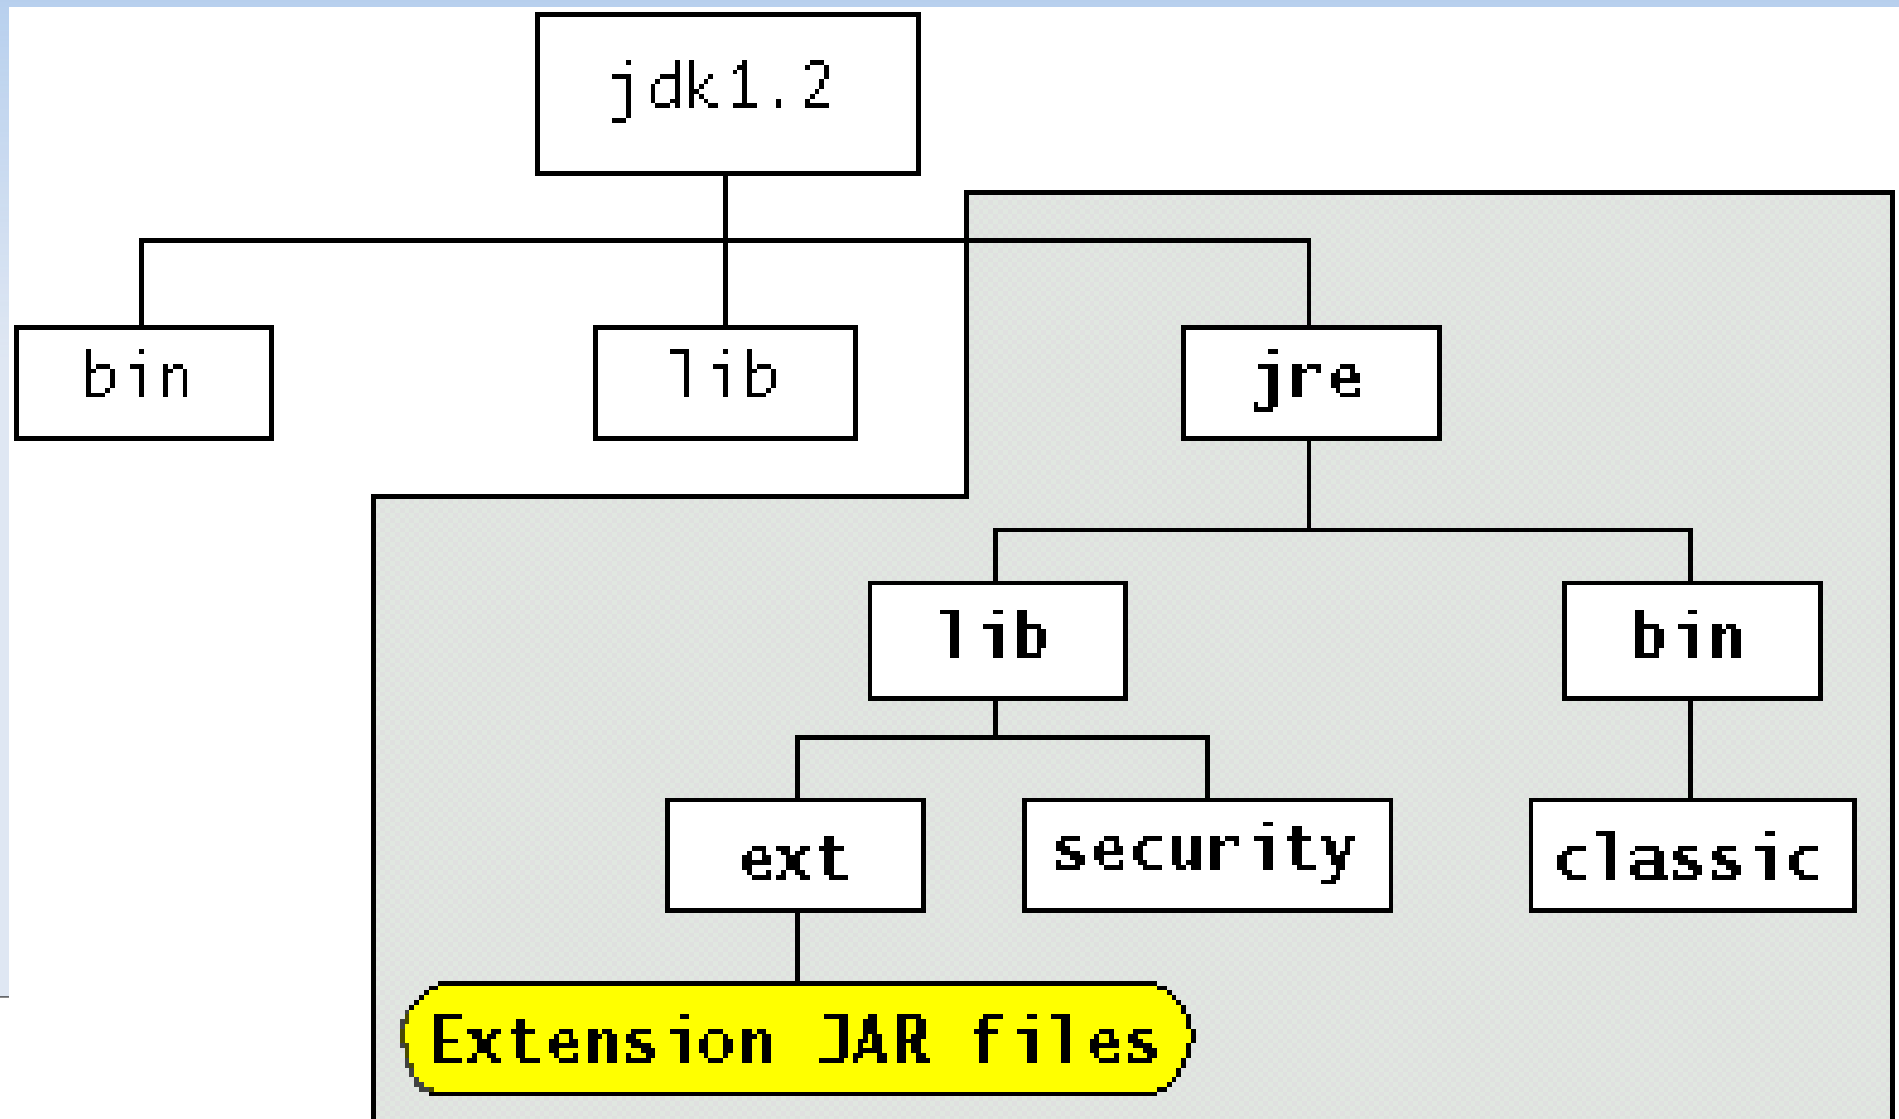 jdk1.2
bin
lib
jre
lib
bin
ext
security
classic
Extension JAR files